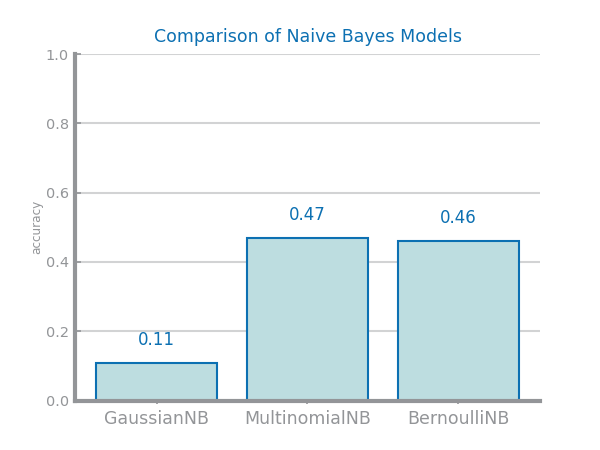 Comparison of Naive Bayes Models
1.0
0.8
0.6
0.4
0.2
0.0
accuracy
0.11
0.47
0.46
GaussianNB
MultinomialNB
BernoulliNB